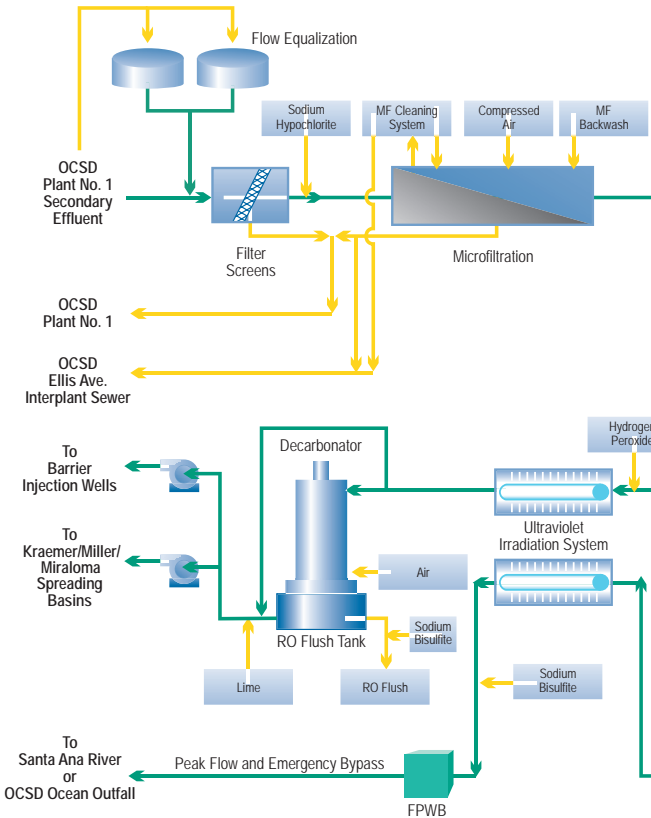 Flow Equalization
Sodium
Hypochlorite
MF Cleaning
System
Compressed
Air
MF
Backwash
OCSD
Plant No. 1
Secondary
Effluent
Filter
Screens
Microfiltration
OCSD
Plant No. 1
OCSD
Ellis Ave.
Interplant Sewer
Hydrogen
Peroxide
Decarbonator
To
Barrier
Injection Wells
Ultraviolet
Irradiation System
To
Kraemer/Miller/
Miraloma
Spreading
Basins
Air
Sodium
Bisulfite
RO Flush Tank
Lime
RO Flush
Sodium
Bisulfite
To
Santa Ana River
or
OCSD Ocean Outfall
Peak Flow and Emergency Bypass
FPWB